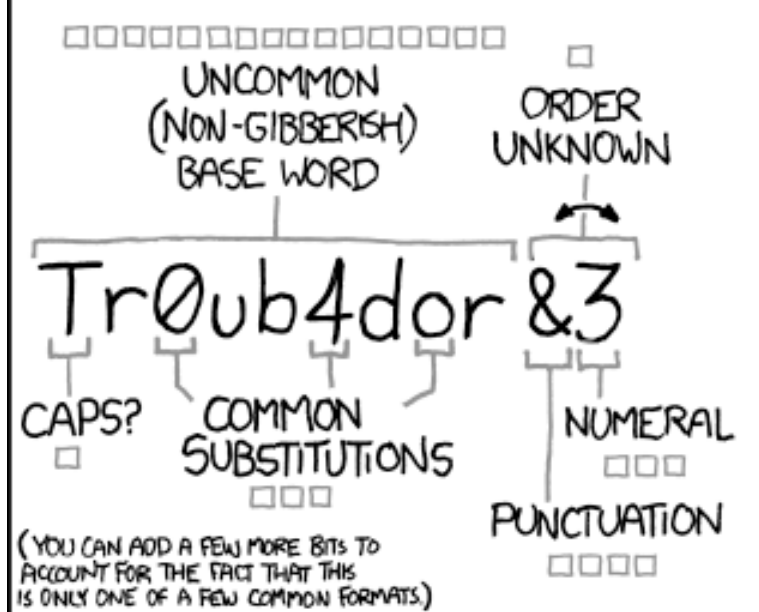 UNCOMMON
(NON-GIBBERISH)
BASE WORD
ORDER
UNKNOWN
Tr0ub4dor &3
CAPS?
COMMON
SUBSTITUTIONS
NUMERAL
PUNCTUATION
(YOU CAN ADD A FEW MORE BITS TO
ACCOUNT FOR THE FACT THAT THIS
IS ONLY ONE OF A FEW COMMON FORMATS.)